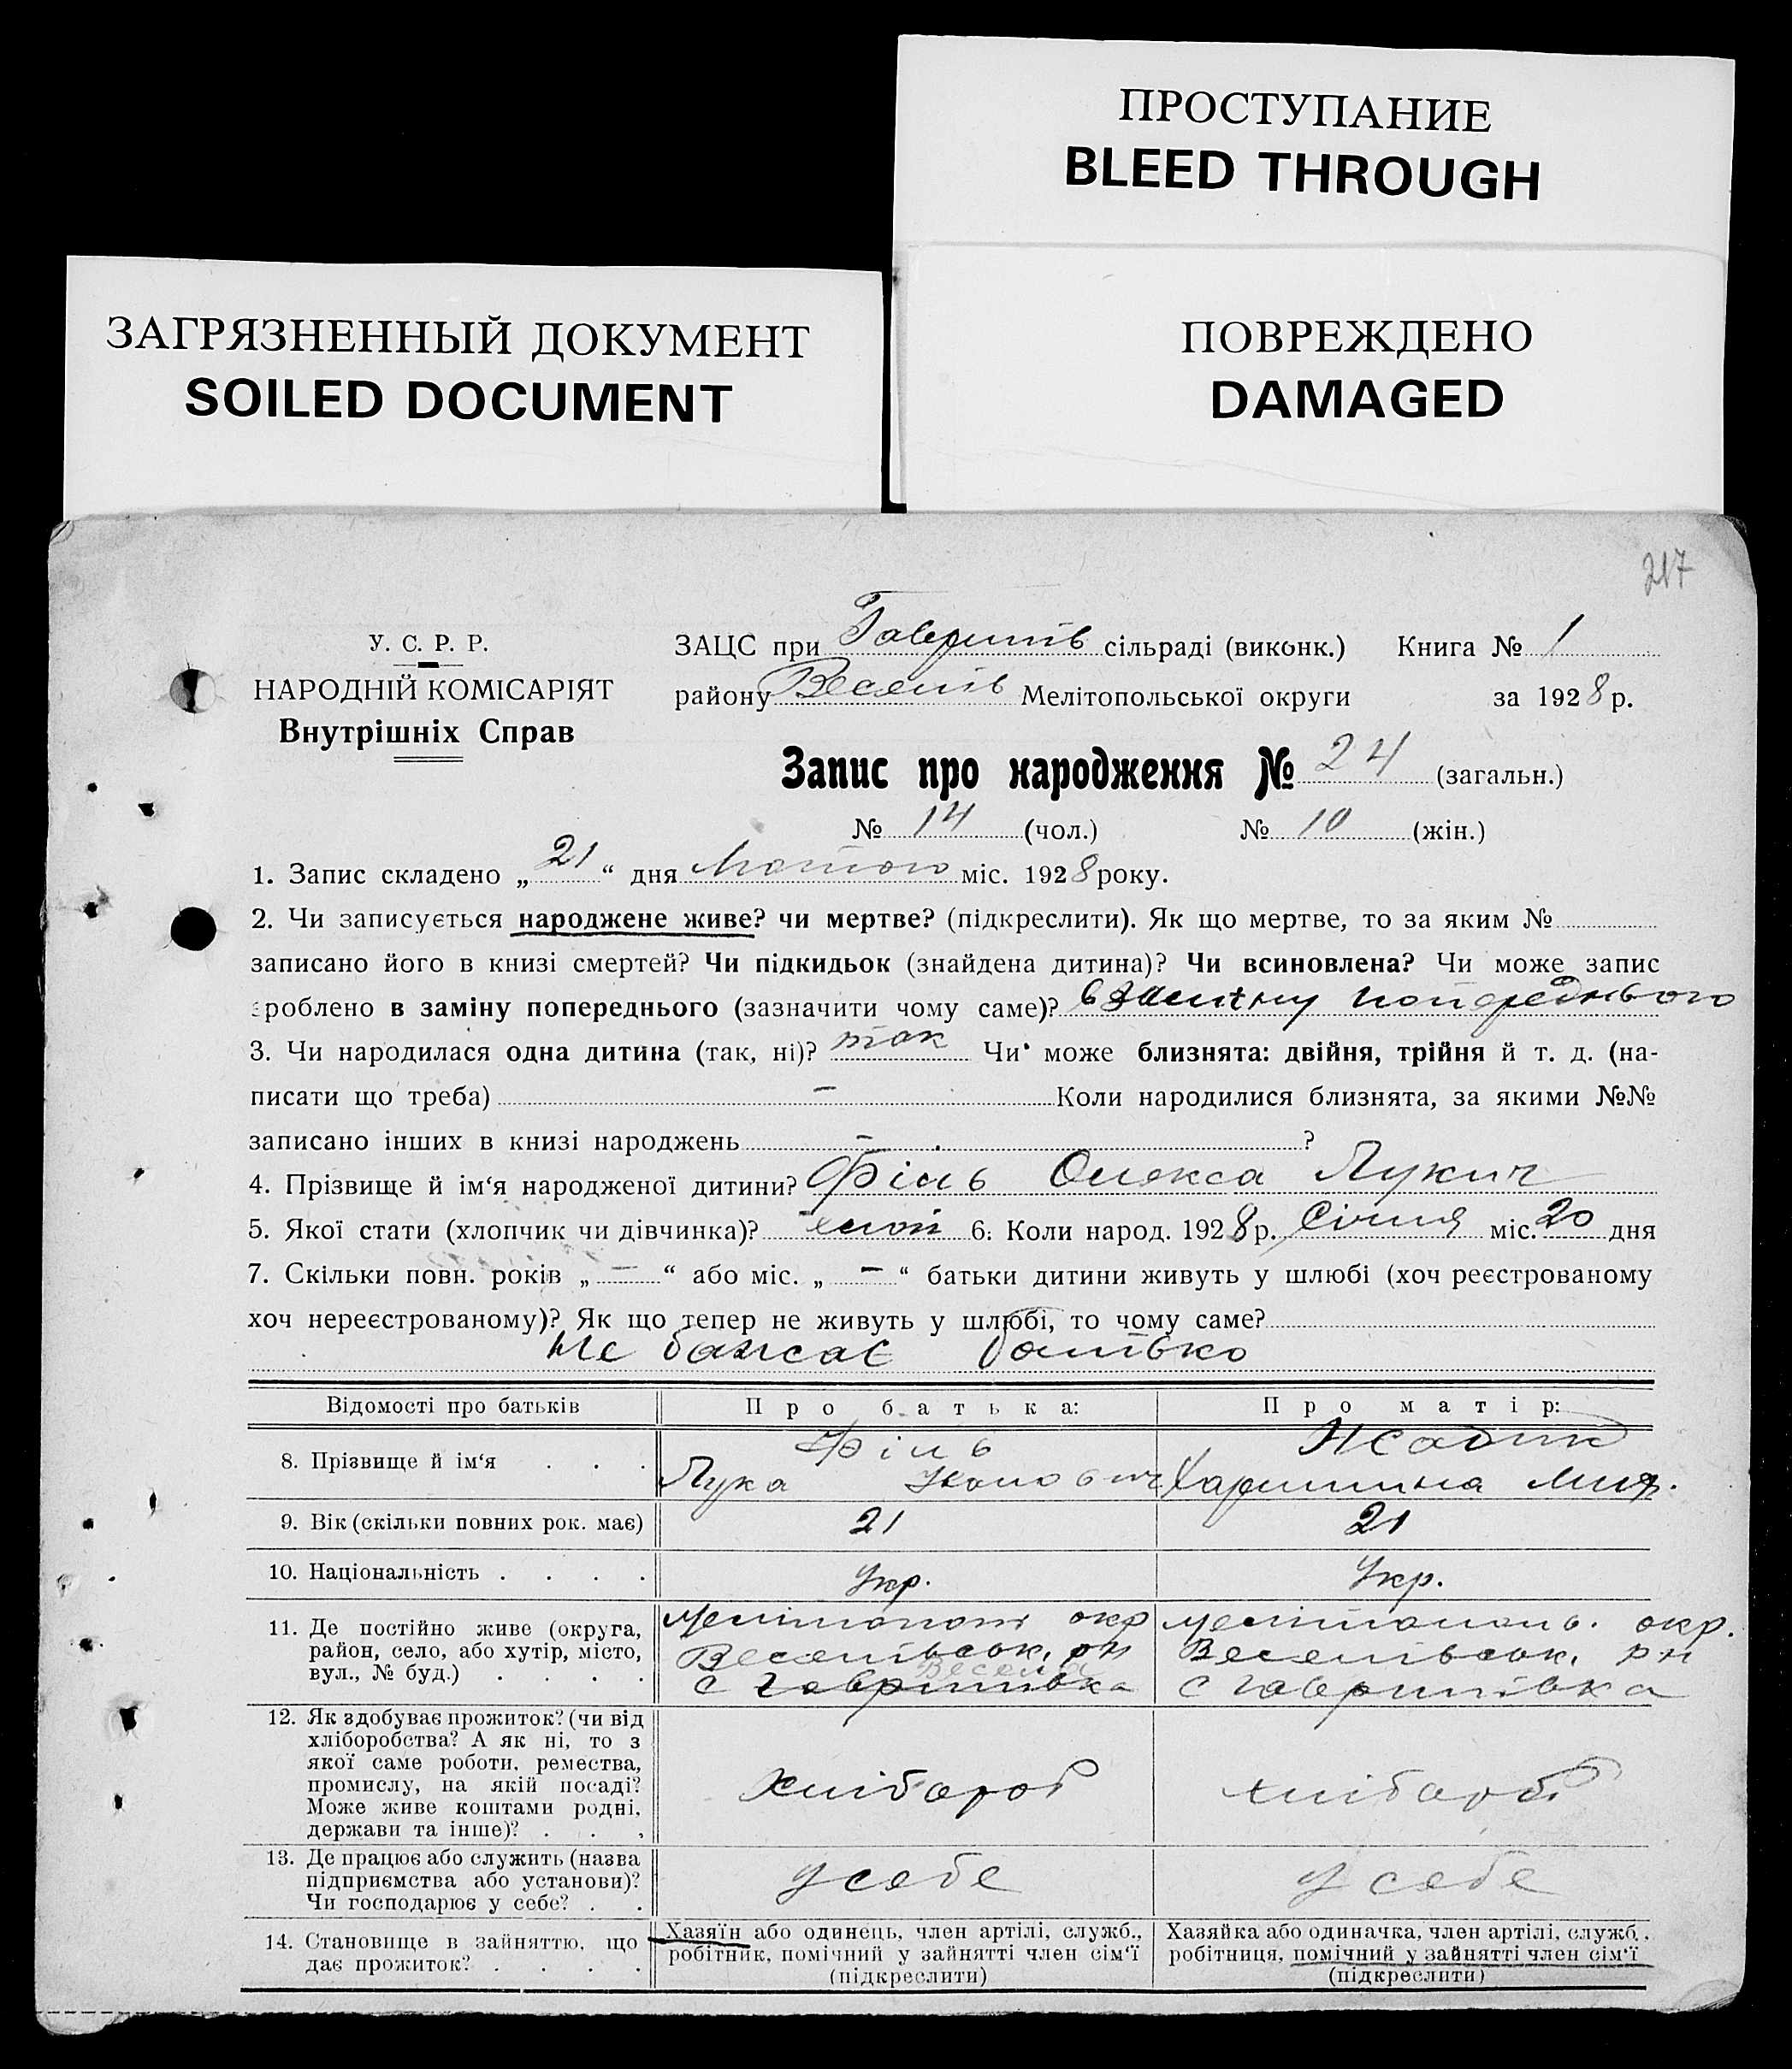 ПРОСТУПАНИЕ
BLEED THROUGH
ЗАГРЯЗНЕННЫЙ ДОКУМЕНТ
SOILED DOCUMENT
ПОВРЕЖДЕНО
DAMAGED
217
У. С. Р. Р.
НАРОДНІЙ КОМІСАРІЯТ
Внутрішніх Справ
ЗАЦС при Гаврилів сільраді (виконк.) Книга № 1
району Веселів Мелітопольської округи за 1928 р.
Запис про народження № 24 (загальн.)
№ 14 (чол.) № 10 (жін.)
1. Запис складено „21“ дня Лютого міс. 1928 року.
2. Чи записується народжене живе? чи мертве? (підкреслити). Як що мертве, то за яким №
записано його в книзі смертей? Чи підкидьок (знайдена дитина)? Чи всиновлена? Чи може запис
зроблено в заміну попереднього (зазначити чому саме)? в заміну попереднього
3. Чи народилася одна дитина (так, ні)? так Чи може близнята: двійня, трійня й т. д. (на-
писати що треба) — Коли народилися близнята, за якими №№
записано інших в книзі народжень — ?
4. Прізвище й ім‘я народженої дитини? Філь Олекса Лукич
5. Якої стати (хлопчик чи дівчинка)? 6. Коли народ. 1928 р. Січня міс. 20 дня
7. Скільки повн. років „—“ або міс. „—“ батьки дитини живуть у шлюбі (хоч реєстрованому
хоч нереєстрованому)? Як що тепер не живуть у шлюбі, то чому саме?
Не бажає батько
Відомості про батьків Про батька: Про матір:
8. Прізвище й ім‘я . . . Філь
Лука Харитина
9. Вік (скільки повних рок. має) 21 21
10. Національність . . . . Укр. Укр.
11. Де постійно живе (округа, район, село, або хутір, місто, вул., № буд.) . . . .
Мелітополь окр Мелітополь. окр.
Веселівськ. рн Веселівськ. рн
Весела
с Гаврилівка с Гаврилівка
12. Як здобуває прожиток? (чи від
хліборобства? А як ні, то з
якої саме роботи, ремества,
промислу, на якій посаді?
Може живе коштами родні,
держави та інше)? . . .
хлібароб хлібароб
13. Де працює або служить (назва
підприємства або установи)?
Чи господарює у себе? . .
у себе у себе
14. Становище в зайняттю, що
дає прожиток? . . . .
Хазяїн або одинець, член артілі, служб.,
робітник, помічний у зайнятті член сім‘ї
(підкреслити)
Хазяйка або одиначка, член артілі, служб.,
робітниця, помічний у зайнятті член сім‘ї
(підкреслити)